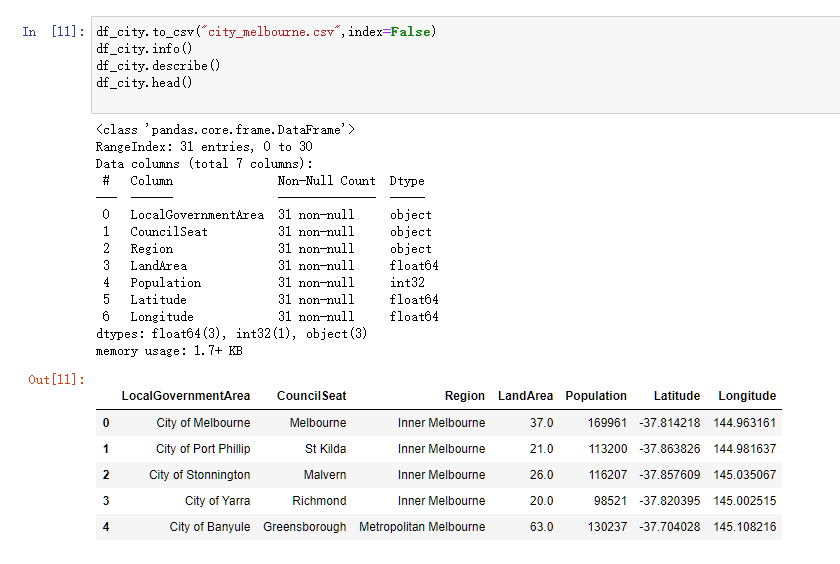 In [11]: df_city.to_csv("city_melbourne.csv",index=False)
df_city.info()
df_city.describe()
df_city.head()
<class 'pandas.core.frame.DataFrame'>
RangeIndex: 31 entries, 0 to 30
Data columns (total 7 columns):
# Column Non-Null Count Dtype
0 LocalGovernmentArea 31 non-null object
1 CouncilSeat 31 non-null object
2 Region 31 non-null object
3 LandArea 31 non-null float64
4 Population 31 non-null int32
5 Latitude 31 non-null float64
6 Longitude 31 non-null float64
dtypes: float64(3), int32(1), object(3)
memory usage: 1.7+ KB
Out[11]:
LocalGovernmentArea CouncilSeat Region LandArea Population Latitude Longitude
0 City of Melbourne Melbourne Inner Melbourne 37.0 169961 -37.814218 144.963161
1 City of Port Phillip St Kilda Inner Melbourne 21.0 113200 -37.863826 144.981637
2 City of Stonnington Malvern Inner Melbourne 26.0 116207 -37.857609 145.035067
3 City of Yarra Richmond Inner Melbourne 20.0 98521 -37.820395 145.002515
4 City of Banyule Greensborough Metropolitan Melbourne 63.0 130237 -37.704028 145.108216